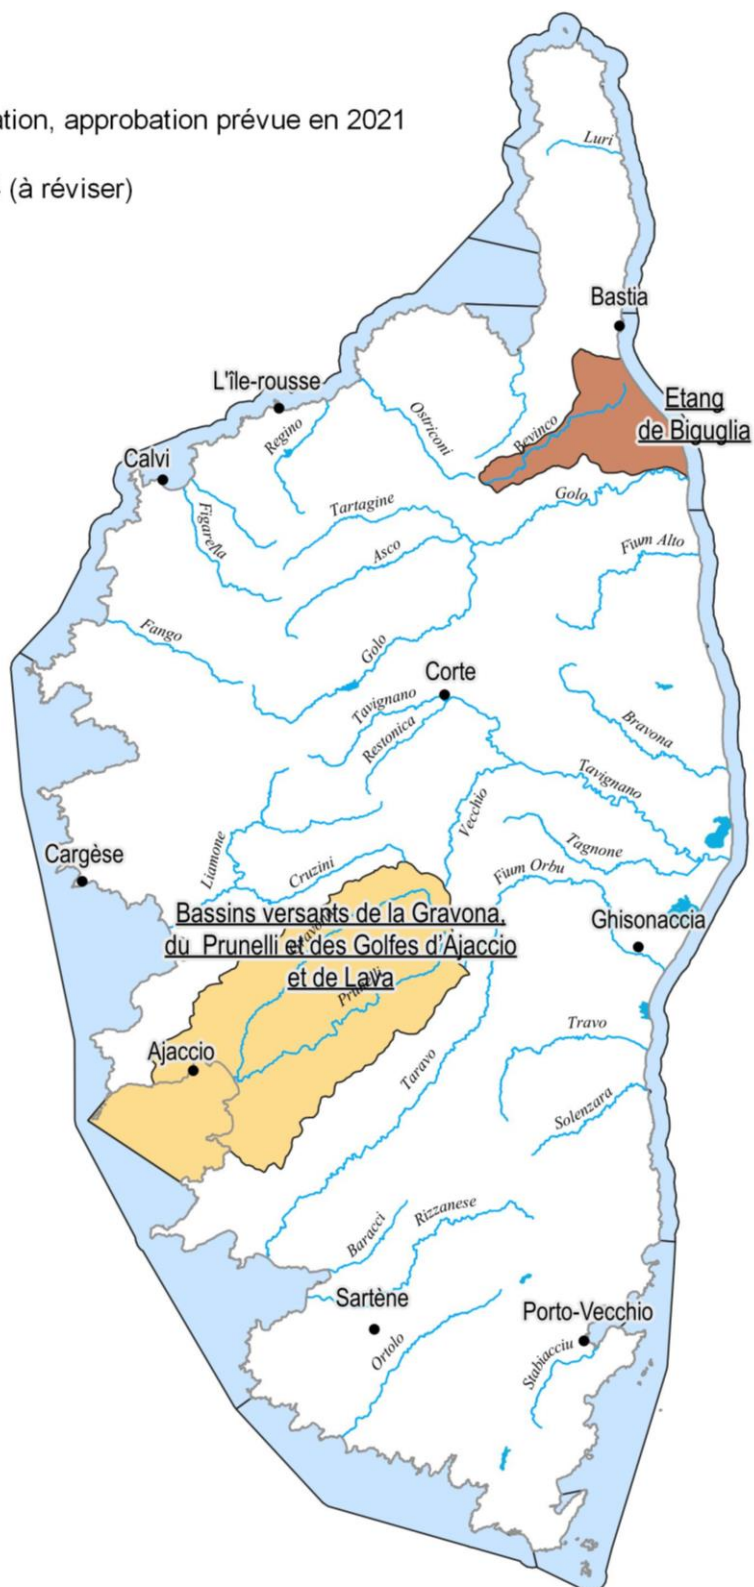 ation, approbation prévue en 2021
(à réviser)
Luri
Bastia
L'île-rousse
Etang
de Biguglia
Ostriconi
Regino
Bevinco
Calvi
Golo
Tartagine
Figarella
Fium Alto
Asco
Fango
Golo
Corte
Tavignano
Restonica
Bravona
Tavignano
Vecchio
Tagnone
Liamone
Cargèse
Cruzini
Fium Orbu
Bassins versants de la Gravona,
du Prunelli et des Golfes d'Ajaccio
et de Lava
Ghisonaccia
Gravona
Prunelli
Travo
Ajaccio
Taravo
Solenzara
Rizzanese
Baracci
Sartène
Porto-Vecchio
Ortolo
Stabiacciu